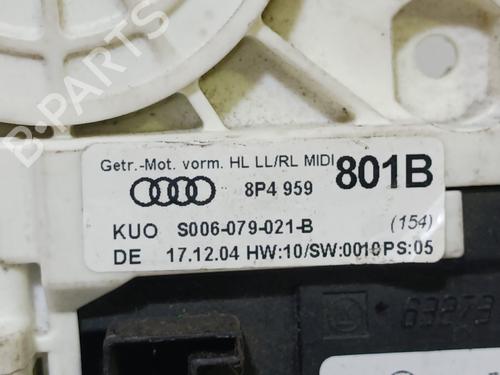 B-PARTS
Getr.-Mot. vorm. HL LL/RL MIDI
8P4 959 801B
KUO S006-079-021-B (154)
DE 17.12.04 HW:10/SW:0010PS:05
63273